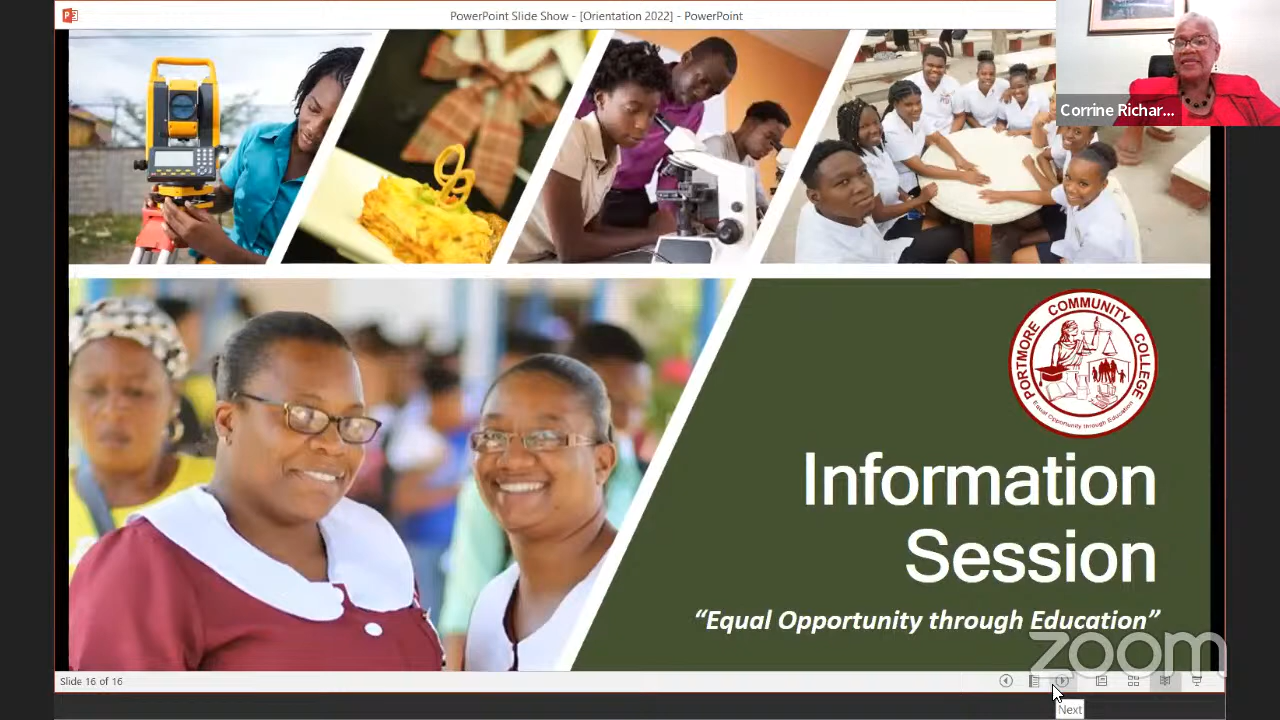 PowerPoint Slide Show - [Orientation 2022] - PowerPoint
Corrine Richar...
PORTMORE COMMUNITY COLLEGE
Equal Opportunity through Education
Information
Session
“Equal Opportunity through Education”
zoom
Slide 16 of 16
Next